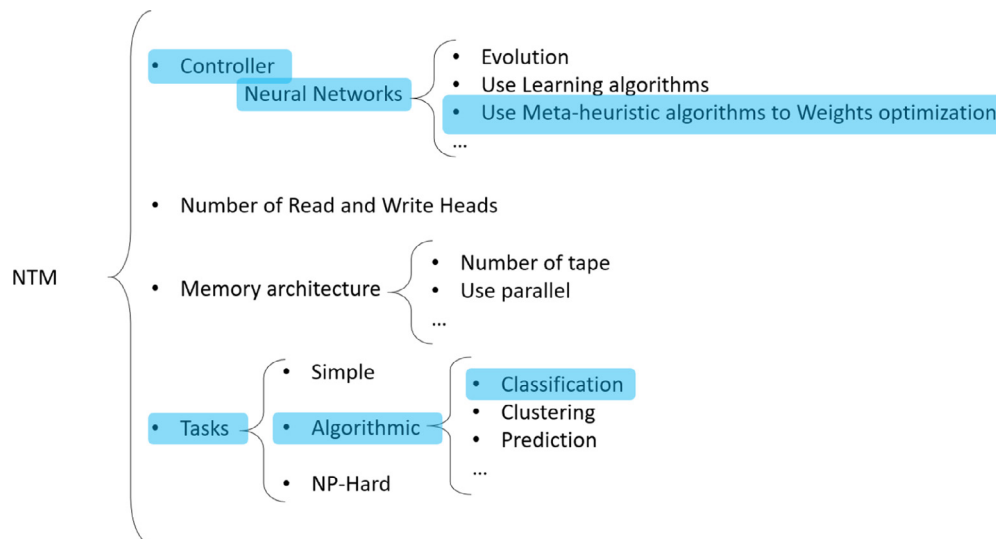 • Controller
Neural Networks
• Evolution
• Use Learning algorithms
• Use Meta-heuristic algorithms to Weights optimization
...
• Number of Read and Write Heads
NTM
• Memory architecture
• Number of tape
• Use parallel
...
• Tasks
• Simple
• Algorithmic
• NP-Hard
• Classification
• Clustering
• Prediction
...